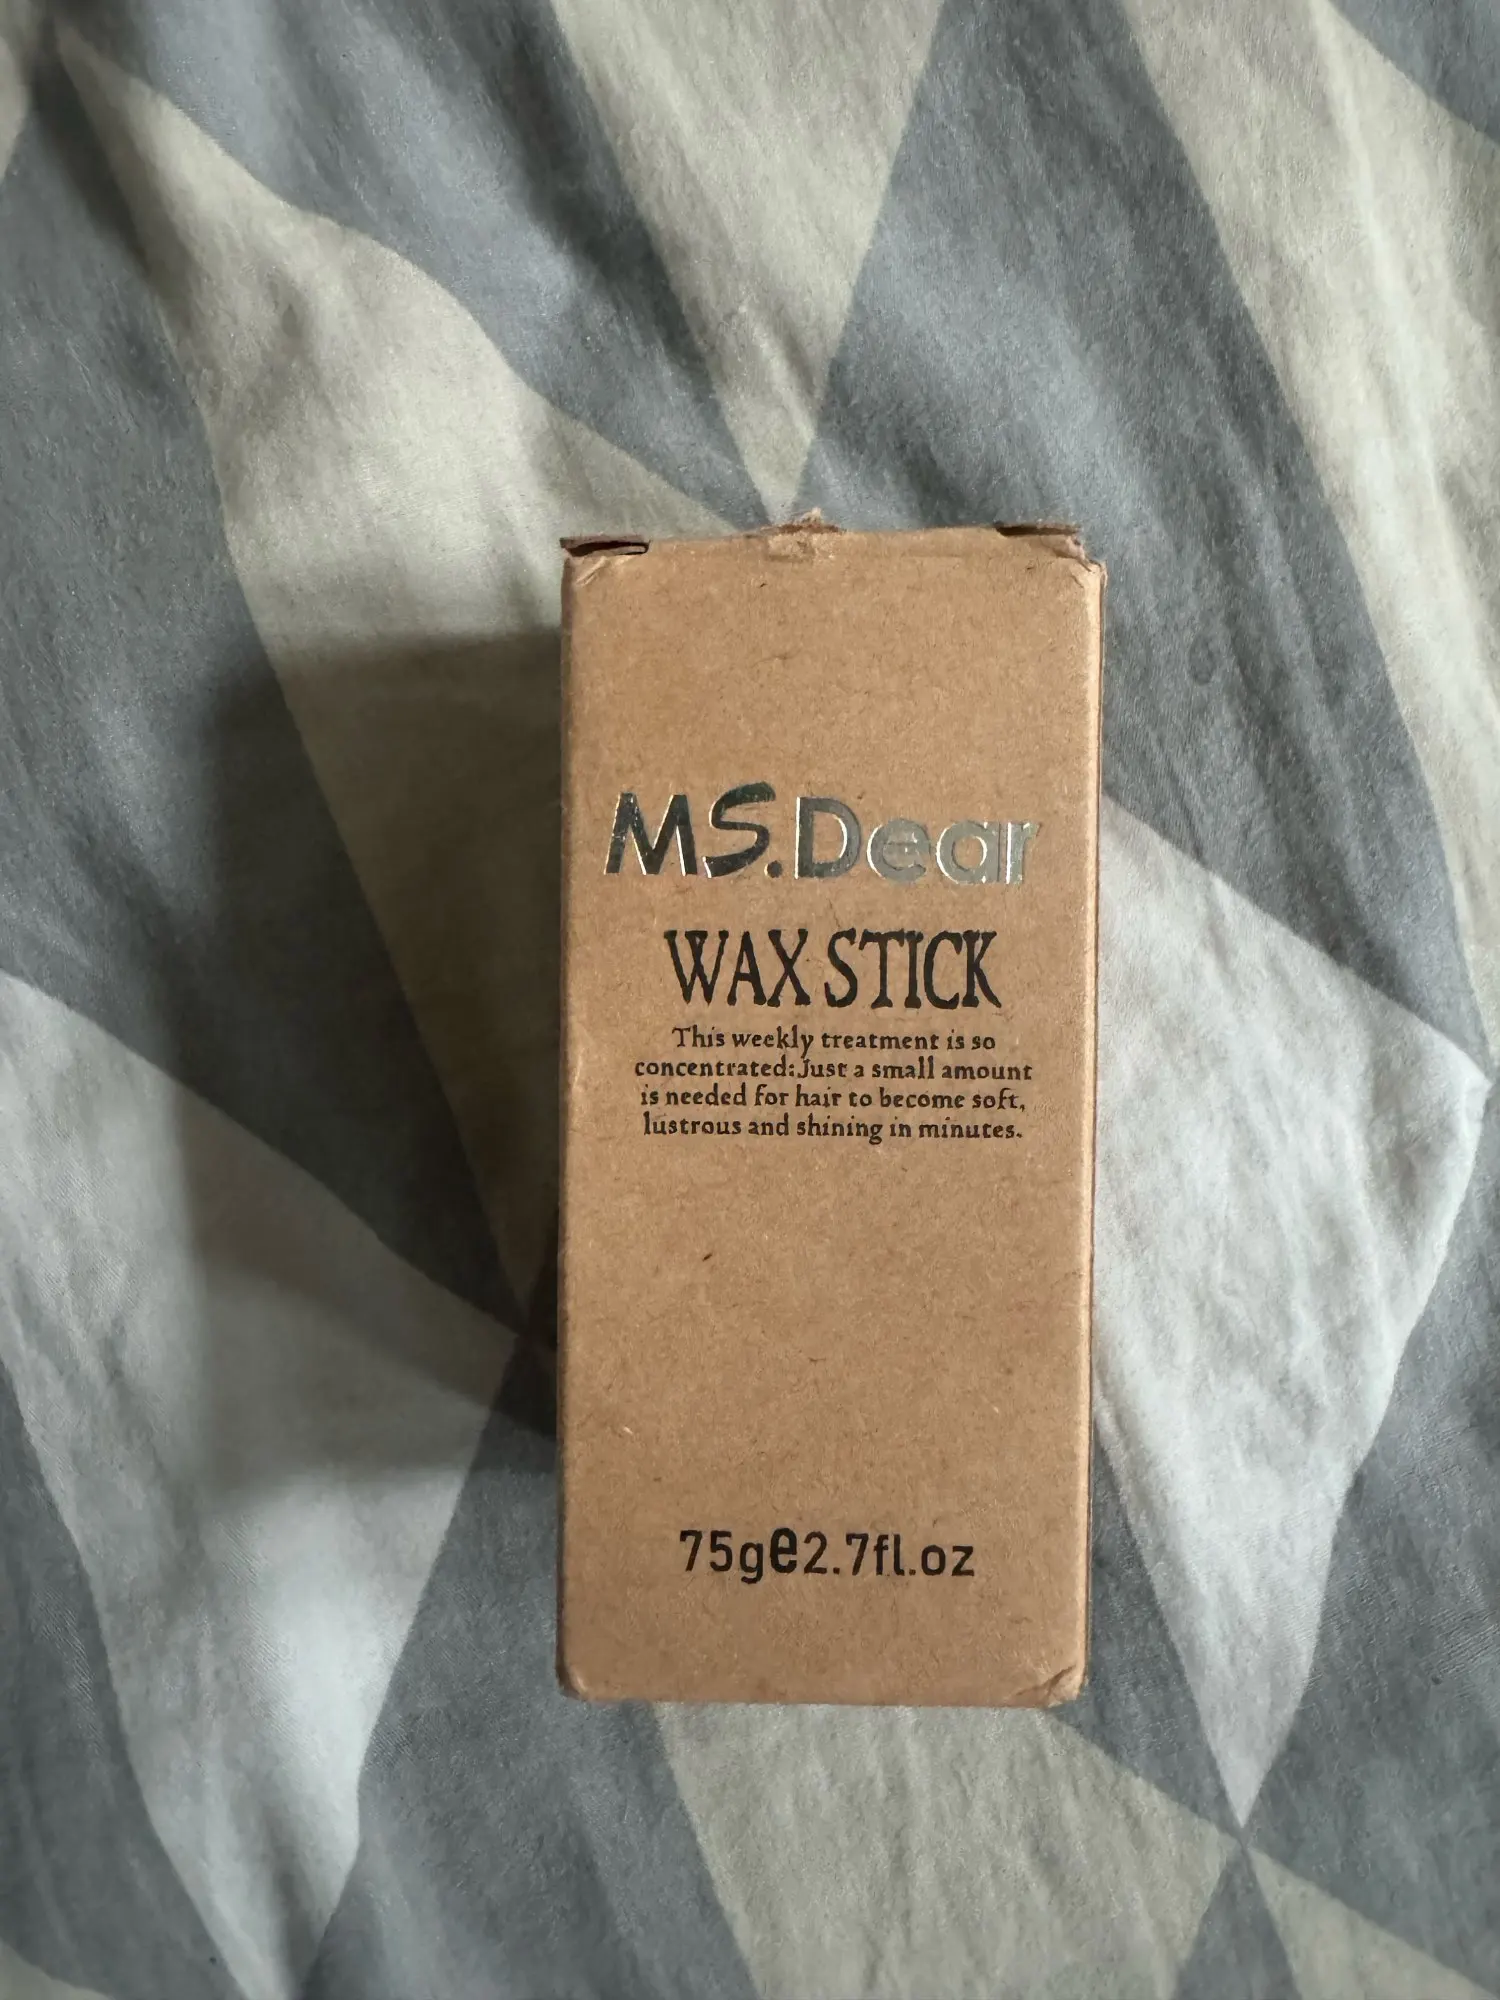 MS.Dear
WAX STICK
This weekly treatment is so
concentrated:Just a small amount
is needed for hair to become soft,
lustrous and shining in minutes.
75g℮2.7fl.oz